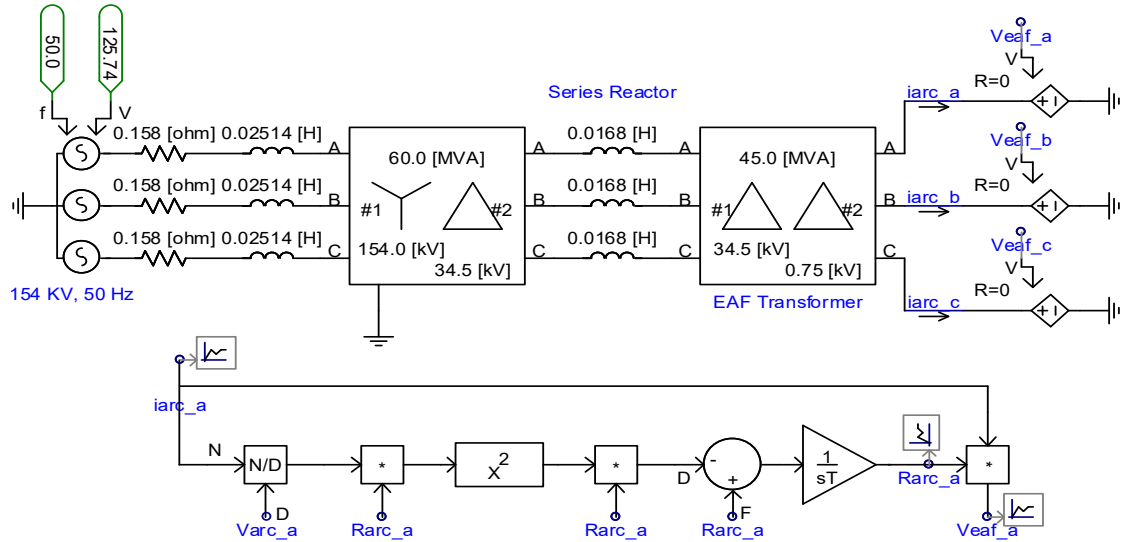 50.0
125.74
f
V
0.158 [ohm] 0.02514 [H]
0.158 [ohm] 0.02514 [H]
0.158 [ohm] 0.02514 [H]
154 KV, 50 Hz
A
B
C
60.0 [MVA]
#1
#2
154.0 [kV]
34.5 [kV]
A
B
C
Series Reactor
0.0168 [H]
0.0168 [H]
0.0168 [H]
A
B
C
45.0 [MVA]
#1
#2
34.5 [kV]
0.75 [kV]
EAF Transformer
A
B
C
Veaf_a
V
R=0
iarc_a
+
Veaf_b
V
R=0
iarc_b
+
Veaf_c
V
R=0
iarc_c
+
iarc_a
N
N/D
D
Varc_a
*
Rarc_a
X 2
*
Rarc_a
D
-
+
F
Rarc_a
1
sT
Rarc_a
*
Veaf_a